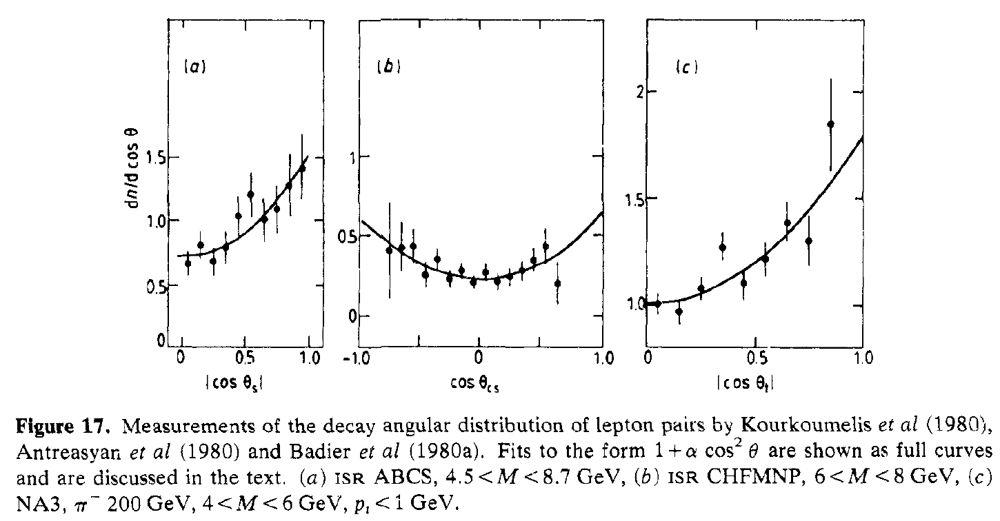 (a)
(b)
(c)
dn/d cos θ
1.5
1.0
0.5
0
1
0.5
0
2
1.5
1.0
0 0.5 1.0
-1.0 0 1.0
0 0.5 1.0
|cos θs|
cos θcs
|cos θt|
Figure 17. Measurements of the decay angular distribution of lepton pairs by Kourkoumelis et al (1980),
Antreasyan et al (1980) and Badier et al (1980a). Fits to the form 1+α cos² θ are shown as full curves
and are discussed in the text. (a) ISR ABCS, 4.5<M<8.7 GeV, (b) ISR CHFMNP, 6<M<8 GeV, (c)
NA3, π⁻ 200 GeV, 4<M<6 GeV, pt<1 GeV.